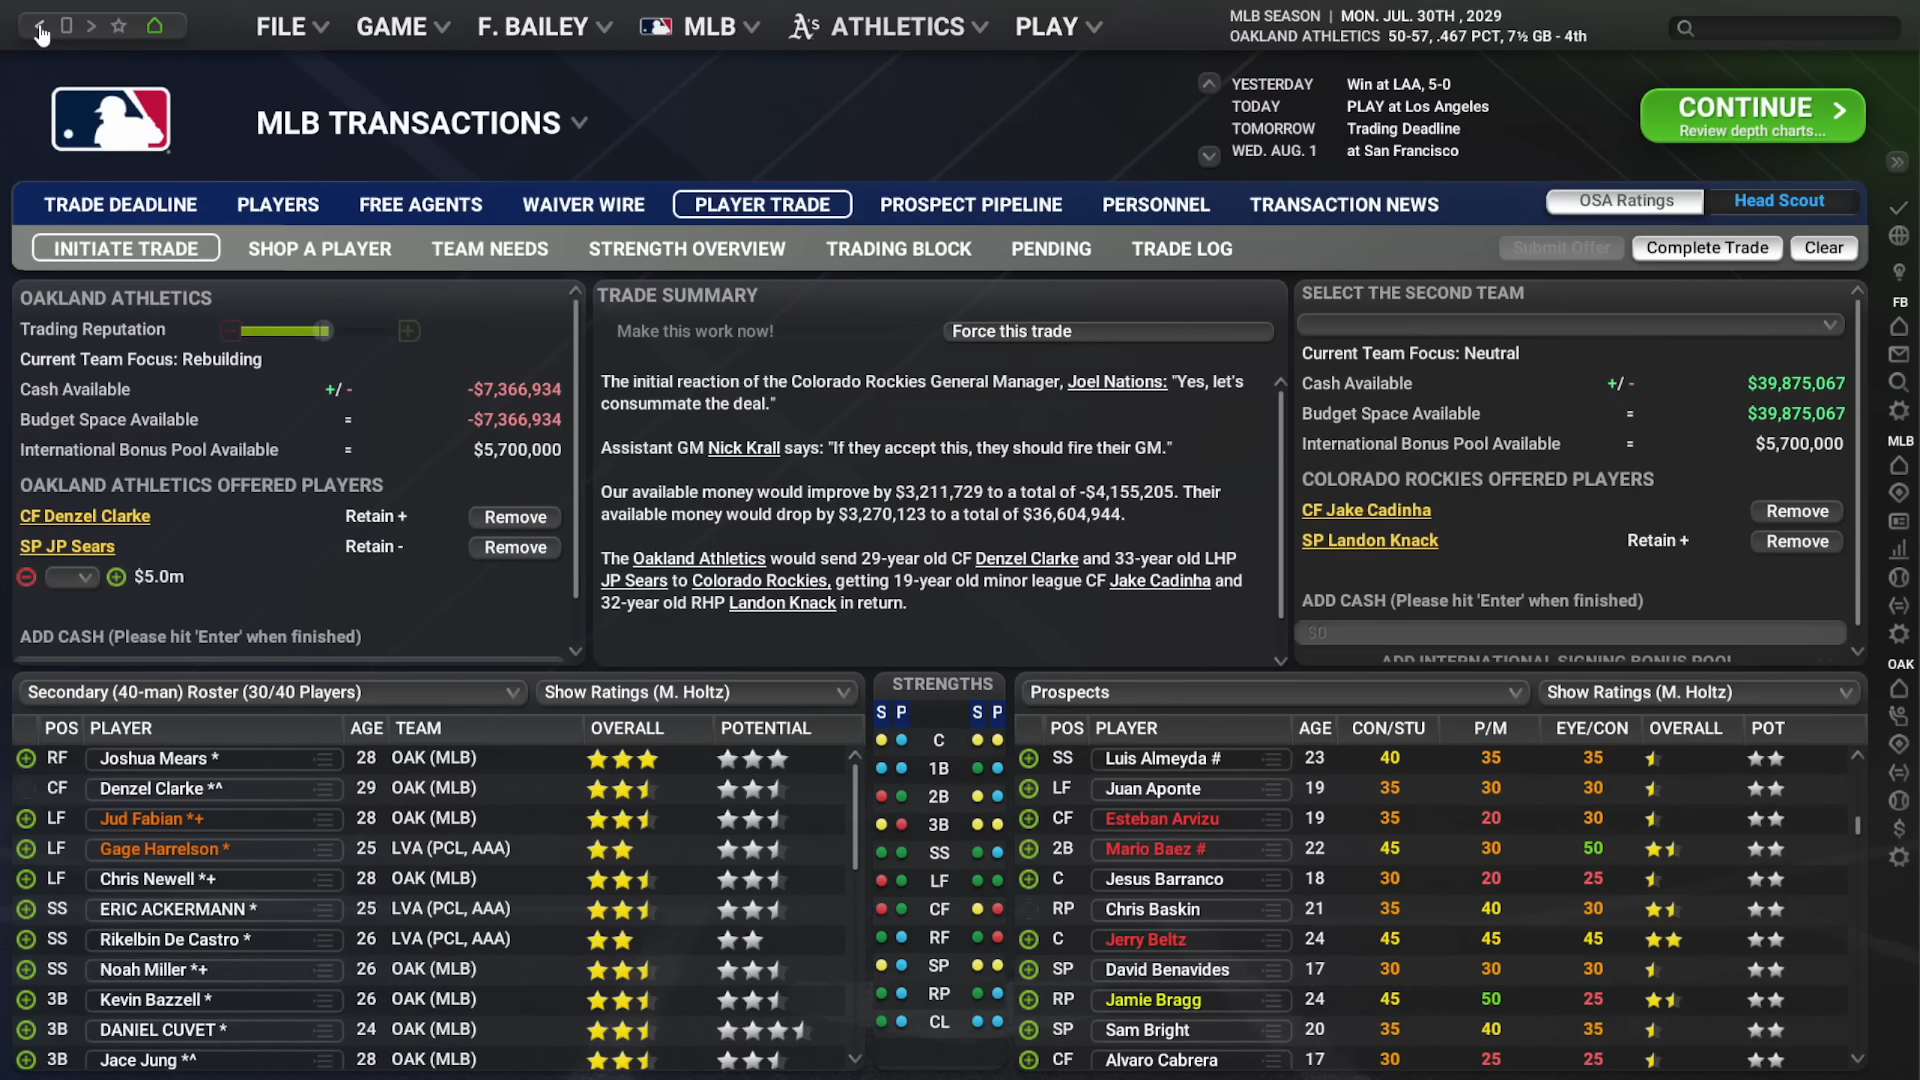 FILE GAME F. BAILEY MLB A's ATHLETICS PLAY
MLB SEASON | MON. JUL. 30TH , 2029
OAKLAND ATHLETICS 50-57, .467 PCT, 7½ GB - 4th
MLB TRANSACTIONS
YESTERDAY Win at LAA, 5-0
TODAY PLAY at Los Angeles
TOMORROW Trading Deadline
WED. AUG. 1 at San Francisco
CONTINUE
Review depth charts...
TRADE DEADLINE PLAYERS FREE AGENTS WAIVER WIRE PLAYER TRADE PROSPECT PIPELINE PERSONNEL TRANSACTION NEWS OSA Ratings Head Scout
INITIATE TRADE SHOP A PLAYER TEAM NEEDS STRENGTH OVERVIEW TRADING BLOCK PENDING TRADE LOG Submit Offer Complete Trade Clear
OAKLAND ATHLETICS
Trading Reputation
Current Team Focus: Rebuilding
Cash Available +/- -$7,366,934
Budget Space Available = -$7,366,934
International Bonus Pool Available = $5,700,000
OAKLAND ATHLETICS OFFERED PLAYERS
CF Denzel Clarke Retain + Remove
SP JP Sears Retain - Remove
$5.0m
ADD CASH (Please hit 'Enter' when finished)
TRADE SUMMARY
Make this work now! Force this trade
The initial reaction of the Colorado Rockies General Manager, Joel Nations: "Yes, let's
consummate the deal."
Assistant GM Nick Krall says: "If they accept this, they should fire their GM."
Our available money would improve by $3,211,729 to a total of -$4,155,205. Their
available money would drop by $3,270,123 to a total of $36,604,944.
The Oakland Athletics would send 29-year old CF Denzel Clarke and 33-year old LHP
JP Sears to Colorado Rockies, getting 19-year old minor league CF Jake Cadinha and
32-year old RHP Landon Knack in return.
SELECT THE SECOND TEAM
Current Team Focus: Neutral
Cash Available +/- $39,875,067
Budget Space Available = $39,875,067
International Bonus Pool Available = $5,700,000
COLORADO ROCKIES OFFERED PLAYERS
CF Jake Cadinha Remove
SP Landon Knack Retain + Remove
ADD CASH (Please hit 'Enter' when finished)
$0
ADD INTERNATIONAL SIGNING BONUS POOL
Secondary (40-man) Roster (30/40 Players) Show Ratings (M. Holtz)
POS PLAYER AGE TEAM OVERALL POTENTIAL
RF Joshua Mears * 28 OAK (MLB)
CF Denzel Clarke *^ 29 OAK (MLB)
LF Jud Fabian *+ 28 OAK (MLB)
LF Gage Harrelson * 25 LVA (PCL, AAA)
LF Chris Newell *+ 28 OAK (MLB)
SS ERIC ACKERMANN * 25 LVA (PCL, AAA)
SS Rikelbin De Castro * 26 LVA (PCL, AAA)
SS Noah Miller *+ 26 OAK (MLB)
3B Kevin Bazzell * 26 OAK (MLB)
3B DANIEL CUVET * 24 OAK (MLB)
3B Jace Jung *^ 28 OAK (MLB)
STRENGTHS
S P S P
C
1B
2B
3B
SS
LF
CF
RF
SP
RP
CL
Prospects Show Ratings (M. Holtz)
POS PLAYER AGE CON/STU P/M EYE/CON OVERALL POT
SS Luis Almeyda # 23 40 35 35
LF Juan Aponte 19 35 30 30
CF Esteban Arvizu 19 35 20 30
2B Mario Baez # 22 45 30 50
C Jesus Barranco 18 30 20 25
RP Chris Baskin 21 35 40 30
C Jerry Beltz 24 45 45 45
SP David Benavides 17 30 30 30
RP Jamie Bragg 24 45 50 25
SP Sam Bright 20 35 40 35
CF Alvaro Cabrera 17 30 25 25
FB
MLB
OAK